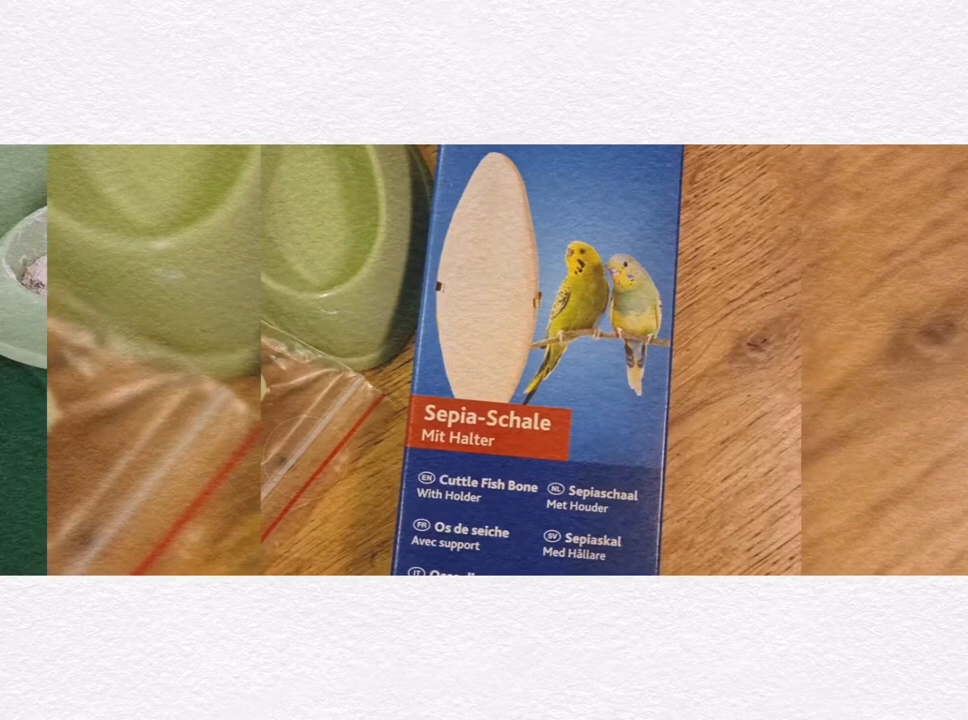 Sepia-Schale
Mit Halter
EN Cuttle Fish Bone
With Holder
NL Sepiaschaal
Met Houder
FR Os de seiche
Avec support
SV Sepiaskal
Med Hållare
IT